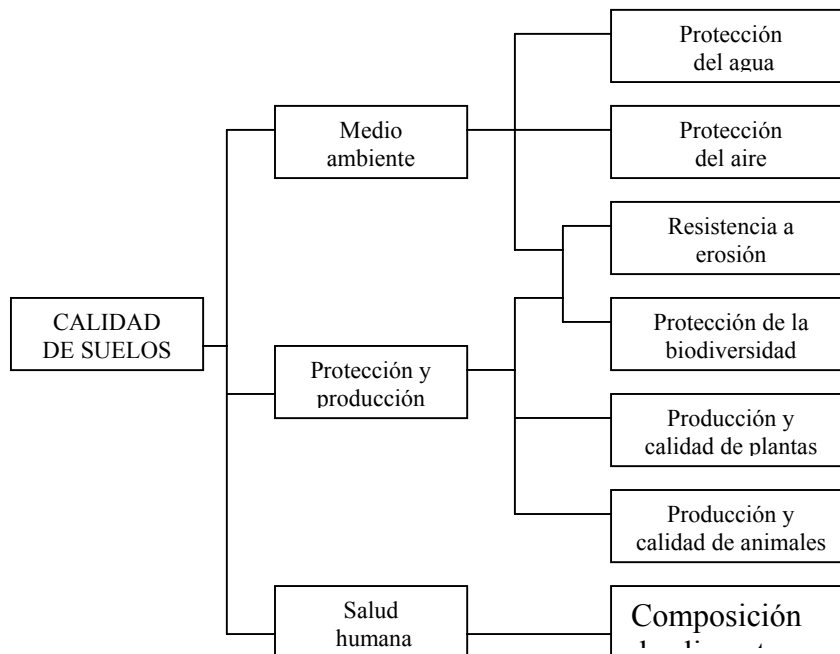 Protección
del agua
Medio
ambiente
Protección
del aire
Resistencia a
erosión
CALIDAD
DE SUELOS
Protección de la
biodiversidad
Protección y
producción
Producción y
calidad de plantas
Producción y
calidad de animales
Salud
humana
Composición